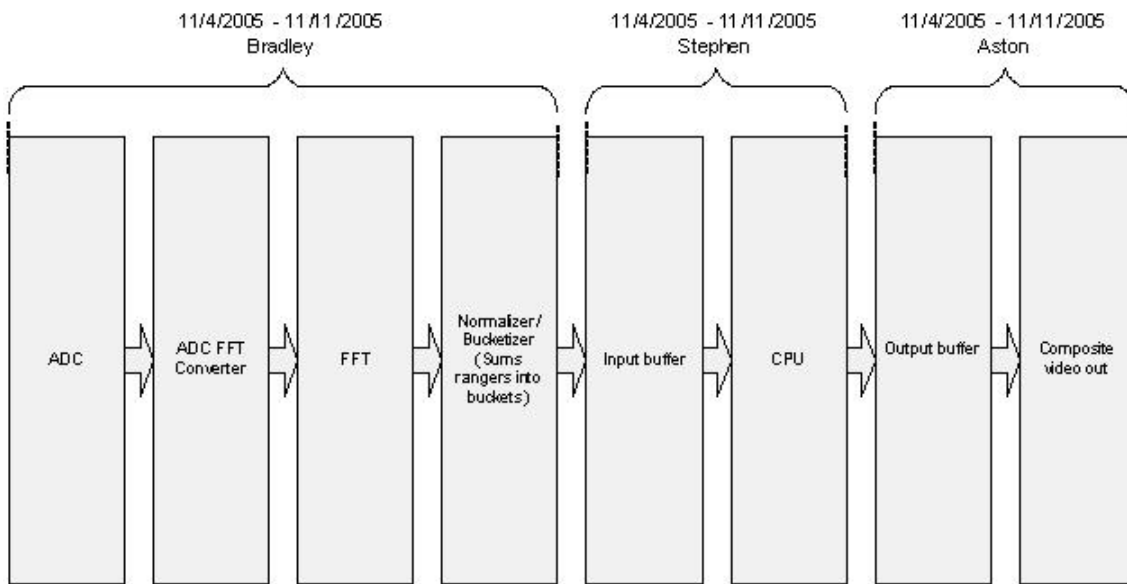 11/4/2005 - 11/11/2005
Bradley
11/4/2005 - 11/11/2005
Stephen
11/4/2005 - 11/11/2005
Aston
ADC
ADC FFT
Converter
FFT
Normalizer/
Bucketizer
(Sums
rangers into
buckets)
Input buffer
CPU
Output buffer
Composite
video out